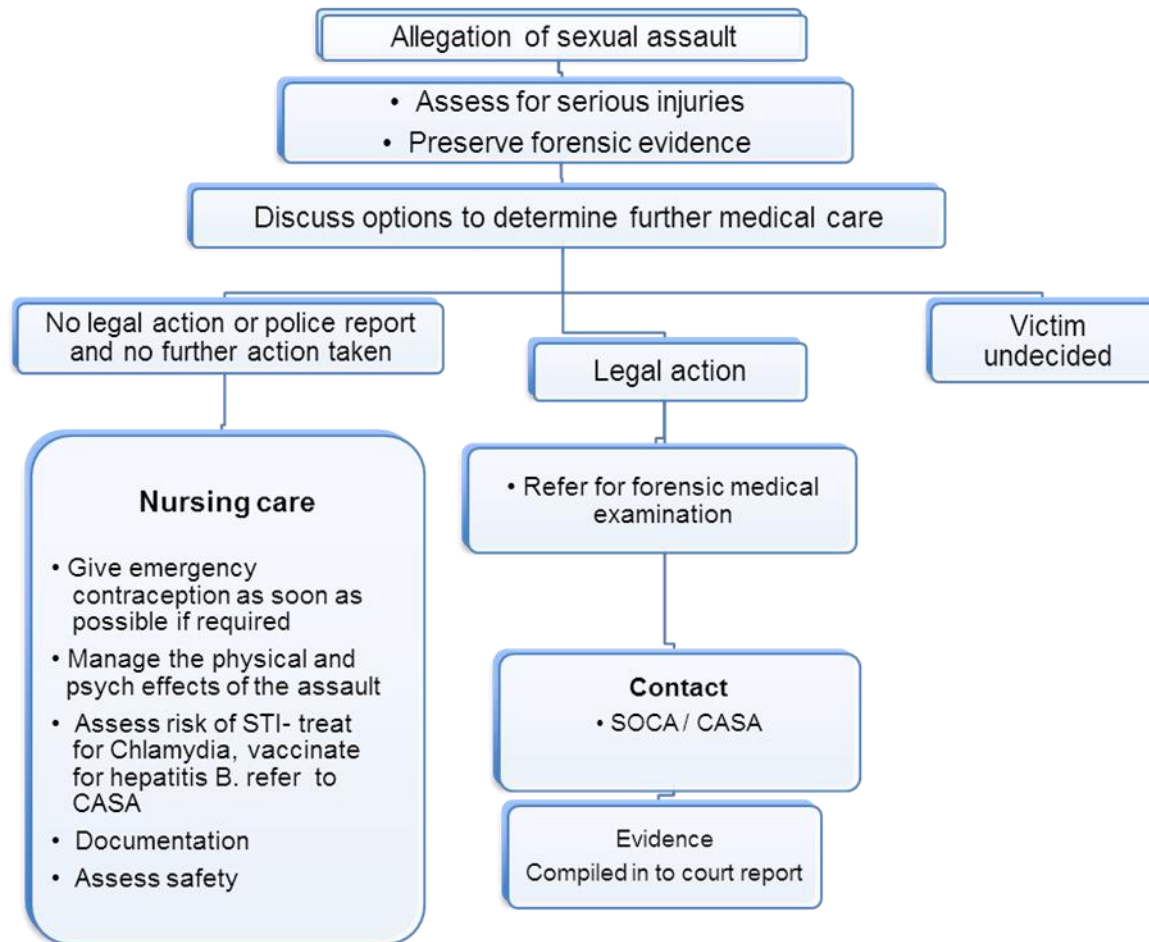 Allegation of sexual assault
• Assess for serious injuries
• Preserve forensic evidence
Discuss options to determine further medical care
No legal action or police report
and no further action taken
Legal action
Victim
undecided
Nursing care
• Give emergency
contraception as soon as
possible if required
• Manage the physical and
psych effects of the assault
• Assess risk of STI- treat
for Chlamydia, vaccinate
for hepatitis B. refer to
CASA
• Documentation
• Assess safety
• Refer for forensic medical
examination
Contact
• SOCA / CASA
Evidence
Compiled in to court report